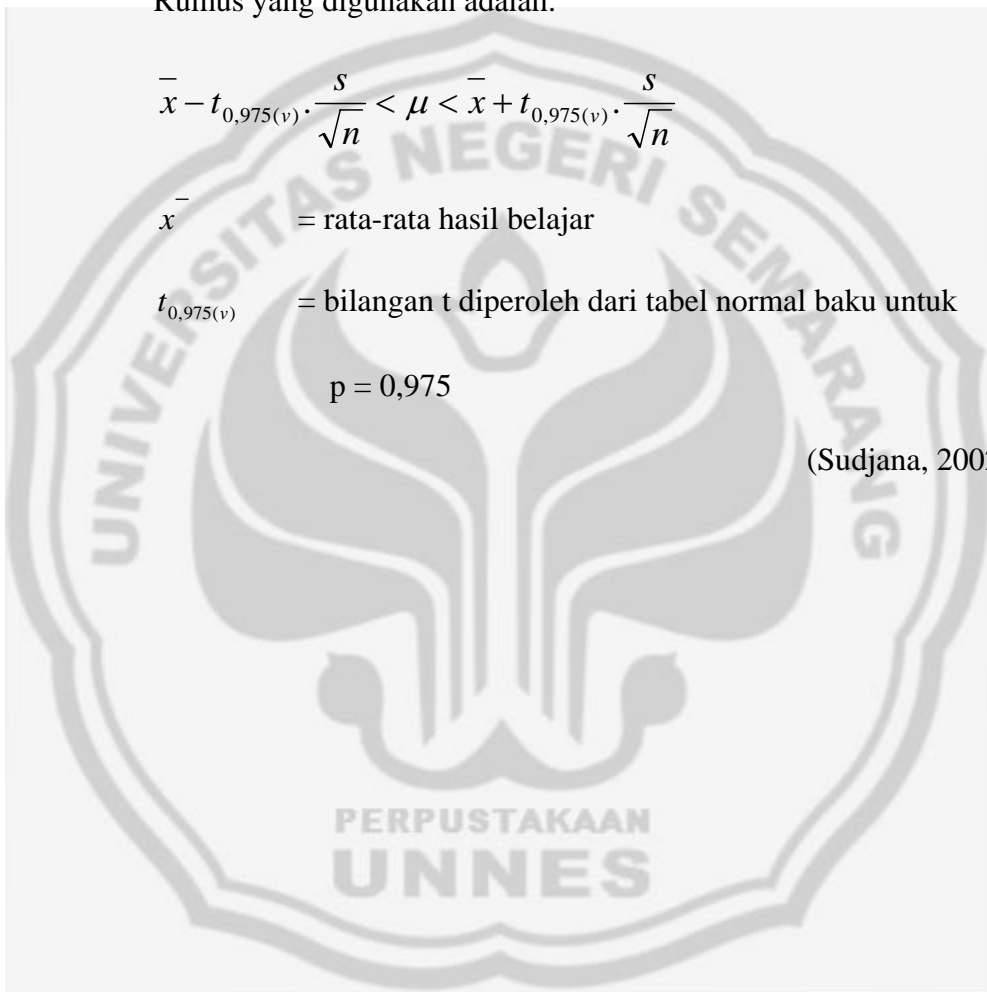 Rumus yang digunakan adalah:
x̄ − t₀,₉₇₅₍ᵥ₎ . s/√n < μ < x̄ + t₀,₉₇₅₍ᵥ₎ . s/√n
x̄ = rata-rata hasil belajar
t₀,₉₇₅₍ᵥ₎ = bilangan t diperoleh dari tabel normal baku untuk
p = 0,975
(Sudjana,
UNIVERSITAS NEGERI SEMARANG
PERPUSTAKAAN
UNNES